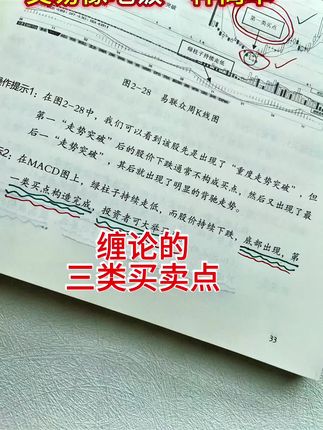 第一类买点
绿柱子持续走低
图2-28 易联众周K线图
操作提示1：在图2-28中，我们可以看到该股先是出现了“重度走势突破”，但
第一“走势突破”后的股价下跌通常不构成买点，然后又出现了最
后一“走势突破”，其后就出现了明显的背驰走势。
2：在MACD图上，绿柱子持续走低，而股价持续下跌，底部出现，第
一类买点构造完成，投资者可大举
缠论的
三类买卖点
33